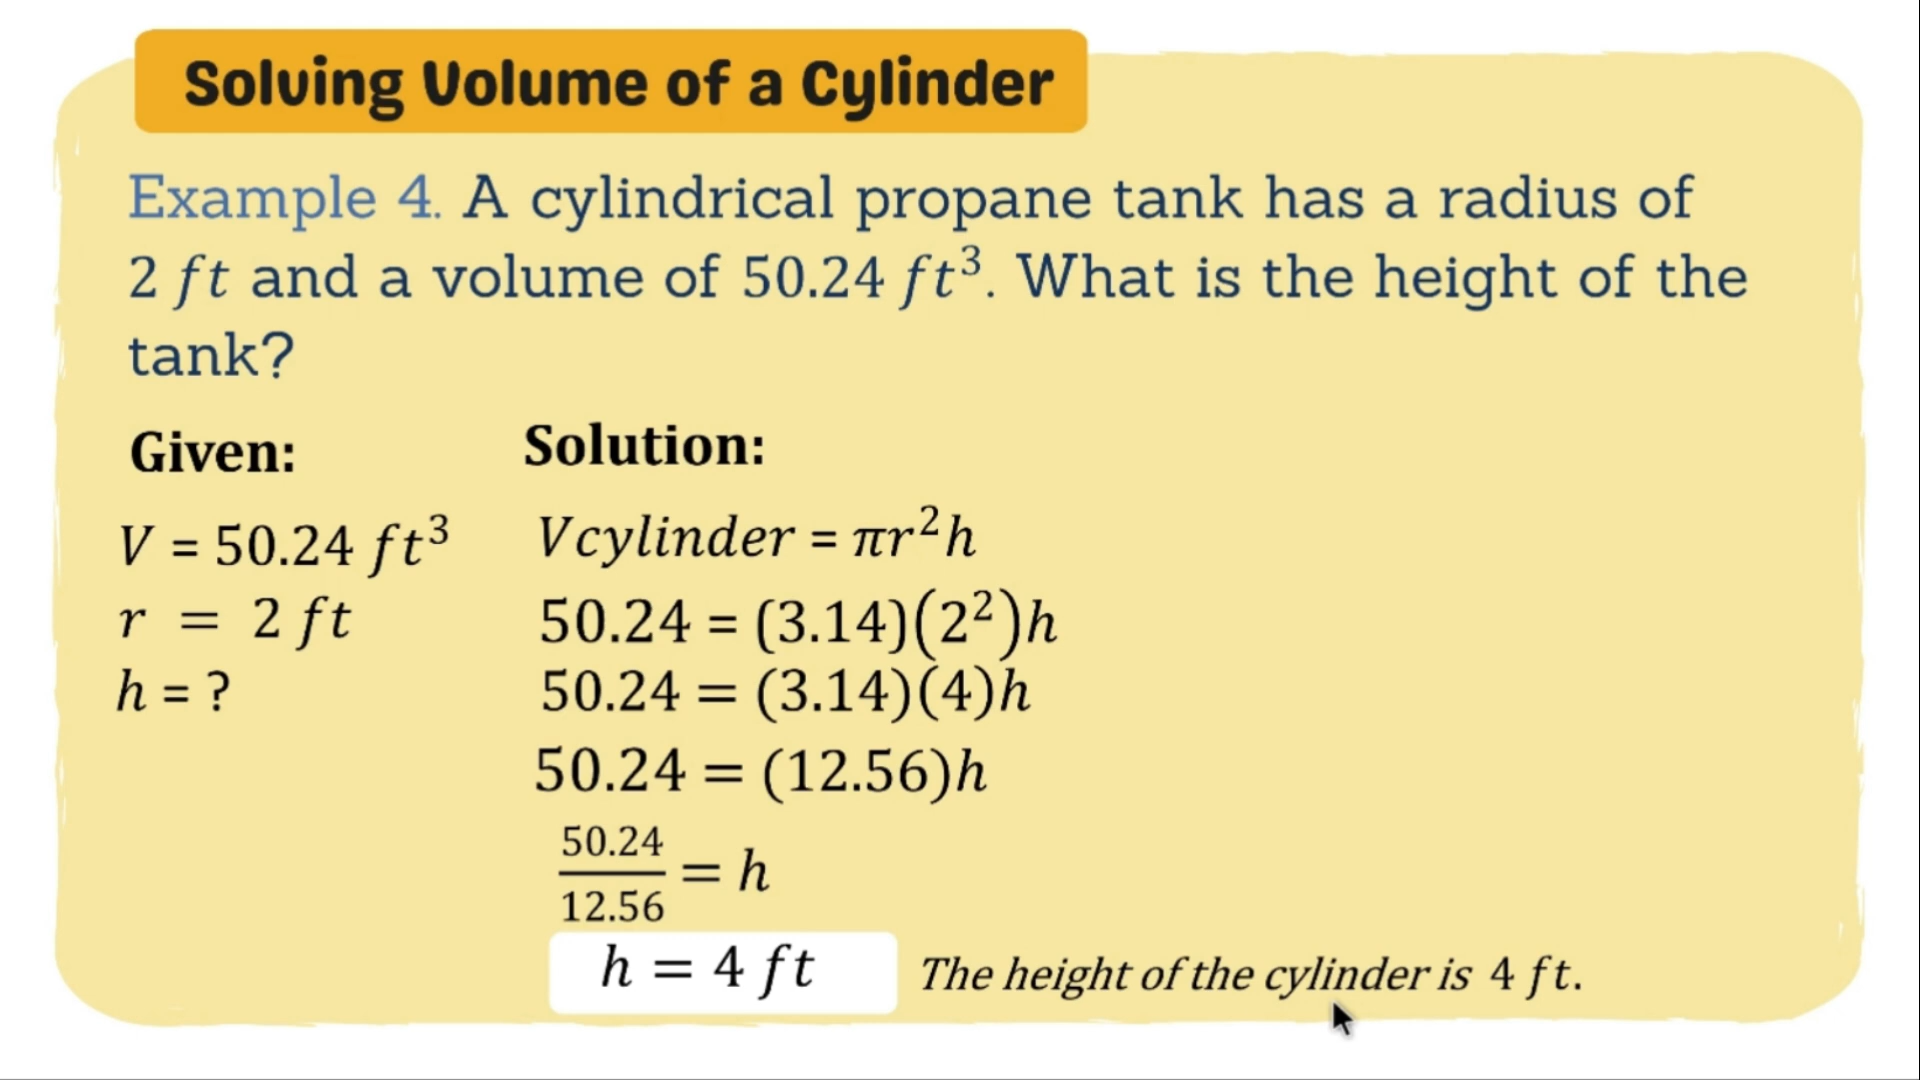 Solving Volume of a Cylinder
Example 4. A cylindrical propane tank has a radius of
2 ft and a volume of 50.24 ft³. What is the height of the
tank?
Given:
V = 50.24 ft³
r = 2 ft
h = ?
Solution:
Vcylinder = πr²h
50.24 = (3.14)(2²)h
50.24 = (3.14)(4)h
50.24 = (12.56)h
50.24/12.56 = h
h = 4 ft
The height of the cylinder is 4 ft.